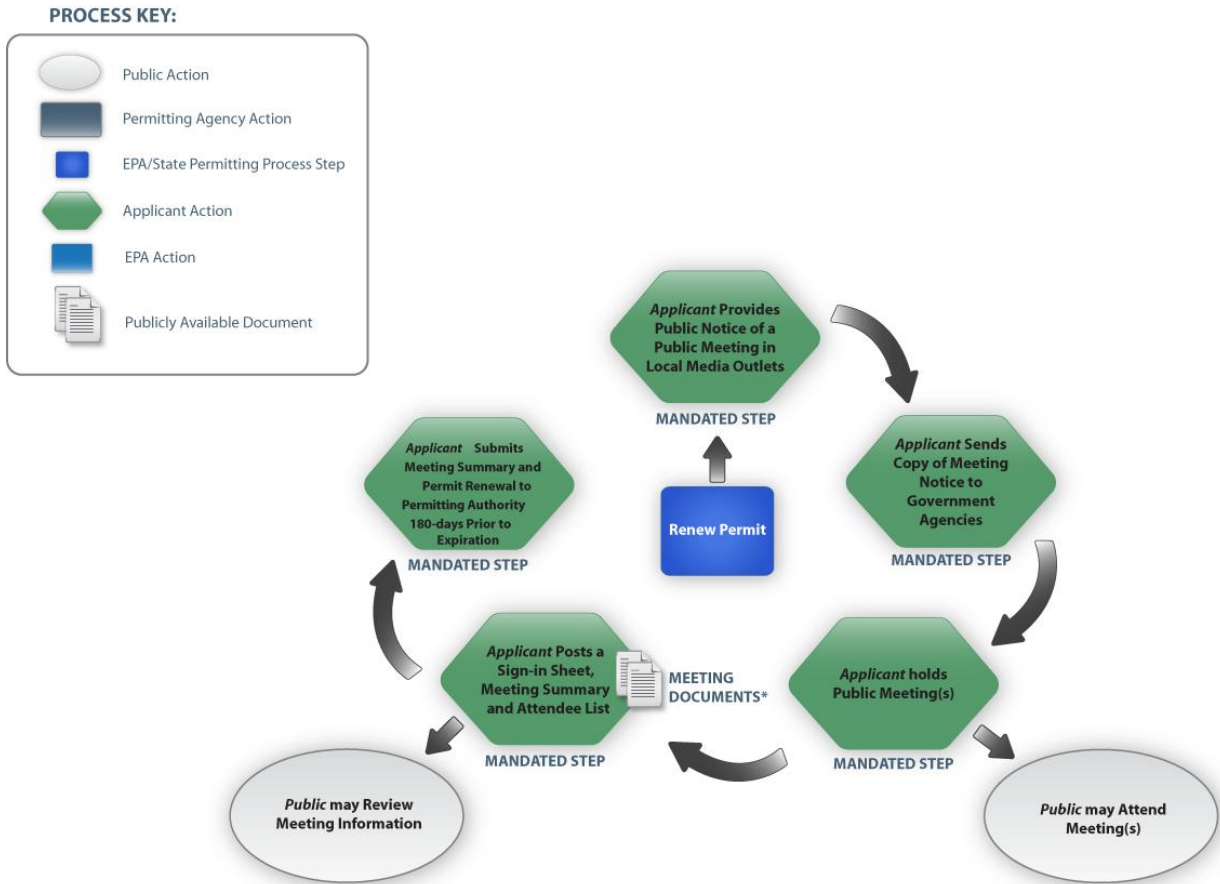 PROCESS KEY:
Public Action
Permitting Agency Action
EPA/State Permitting Process Step
Applicant Action
EPA Action
Publicly Available Document
Applicant Provides
Public Notice of a
Public Meeting in
Local Media Outlets
MANDATED STEP
Applicant Sends
Copy of Meeting
Notice to
Government
Agencies
MANDATED STEP
Applicant Submits
Meeting Summary and
Permit Renewal to
Permitting Authority
180-days Prior to
Expiration
MANDATED STEP
Renew Permit
Applicant Posts a
Sign-in Sheet,
Meeting Summary
and Attendee List
MANDATED STEP
MEETING
DOCUMENTS*
Applicant holds
Public Meeting(s)
MANDATED STEP
Public may Review
Meeting Information
Public may Attend
Meeting(s)